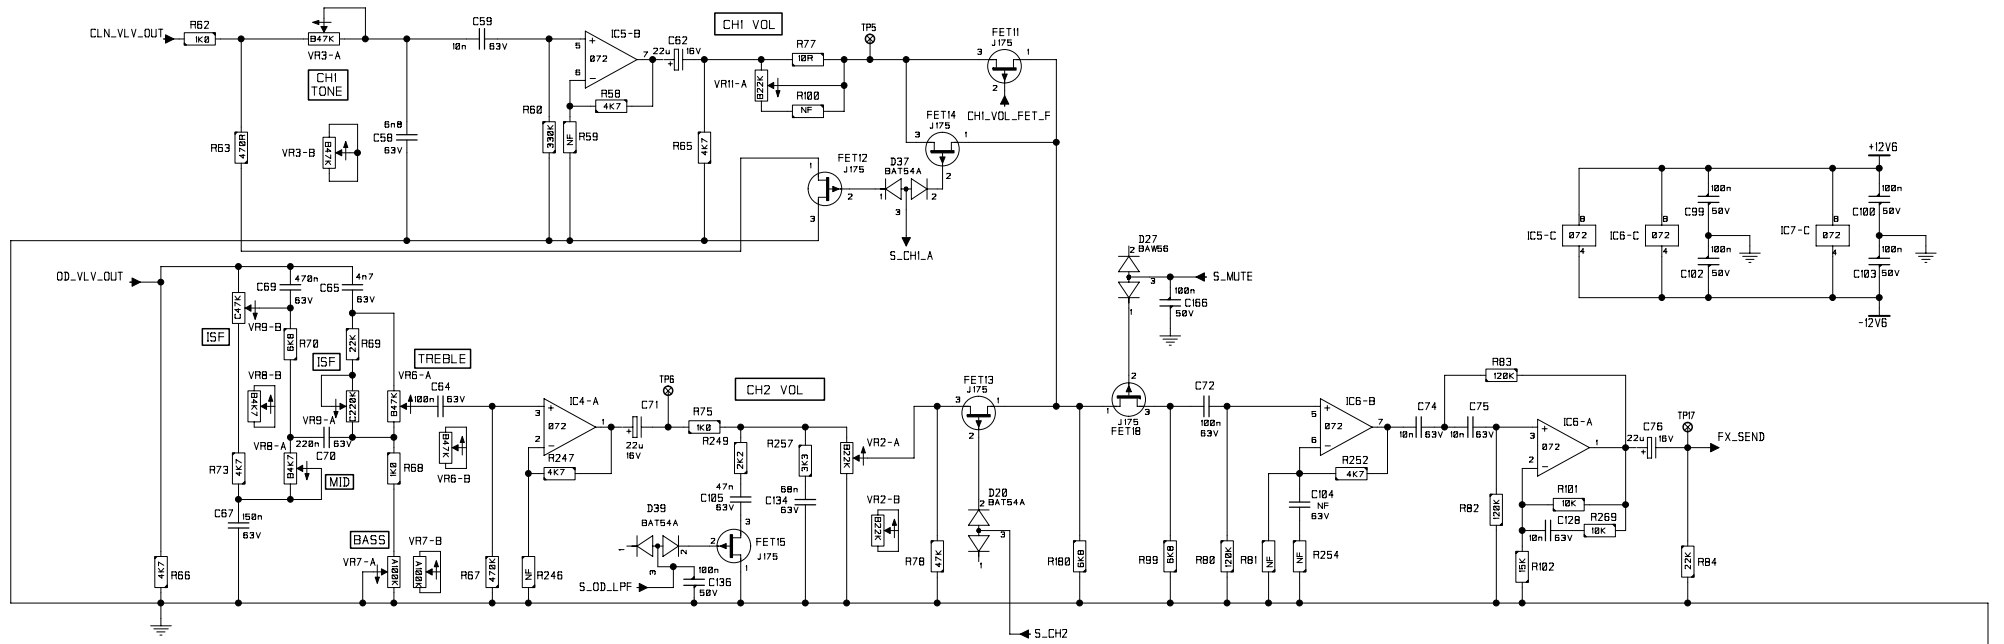 CLN_VLV_OUT
R62
1K0
B47K
VR3-A
CH1
TONE
C59
10n
63V
IC5-B
5
6
7
072
C62
22u
16V
CH1 VOL
TP5
R77
10R
VR11-A
B22K
R100
NF
FET11
J175
3
1
2
CH1_VOL_FET_F
FET14
J175
3
1
2
R58
4K7
R60
330K
R59
NF
R65
4K7
6n8
C58
63V
R63
470R
VR3-B
B47K
FET12
J175
1
2
3
D37
BAT54A
1
2
3
S_CH1_A
+12V6
100n
C99
50V
100n
C102
50V
100n
C100
50V
100n
C103
50V
IC5-C
072
8
4
IC6-C
072
8
4
IC7-C
072
8
4
-12V6
OD_VLV_OUT
470n
C69
63V
4n7
C65
63V
C47K
VR9-B
ISF
R70
6K8
R69
22K
ISF
VR8-B
B4K7
VR9-A
C220K
VR8-A
220n
63V
C70
B4K7
MID
R73
4K7
C67
150n
63V
R66
4K7
TREBLE
VR6-A
B47K
C64
100n
63V
VR6-B
B47K
R68
1K0
BASS
VR7-A
A100K
VR7-B
A100K
R67
470K
IC4-A
3
2
1
072
R247
4K7
NF
R246
C71
22u
16V
TP6
R75
1K0
CH2 VOL
R249
2K2
R257
3K3
47n
C105
63V
68n
C134
63V
D39
BAT54A
1
2
3
FET15
J175
3
2
1
S_OD_LPF
100n
C136
50V
B22K
VR2-A
VR2-B
B22K
R78
47K
FET13
J175
3
1
2
D20
BAT54A
2
3
1
S_CH2
D27
BAW56
2
3
1
S_MUTE
100n
C166
50V
2
1
3
J175
FET18
R180
6K8
R99
6K8
C72
100n
63V
R80
120K
IC6-B
5
6
7
072
R252
4K7
R81
NF
C104
NF
63V
NF
R254
C74
10n
63V
R83
120K
C75
10n
63V
R82
120K
IC6-A
3
2
1
072
R101
10K
C128
10n
63V
R269
10K
15K
R102
C76
22u
16V
TP17
FX_SEND
22K
R84